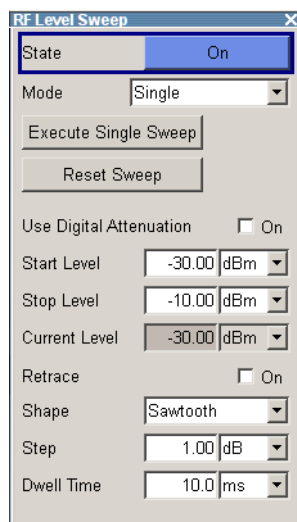 RF Level Sweep X
State On
Mode Single
Execute Single Sweep
Reset Sweep
Use Digital Attenuation On
Start Level -30.00 dBm
Stop Level -10.00 dBm
Current Level -30.00 dBm
Retrace On
Shape Sawtooth
Step 1.00 dB
Dwell Time 10.0 ms